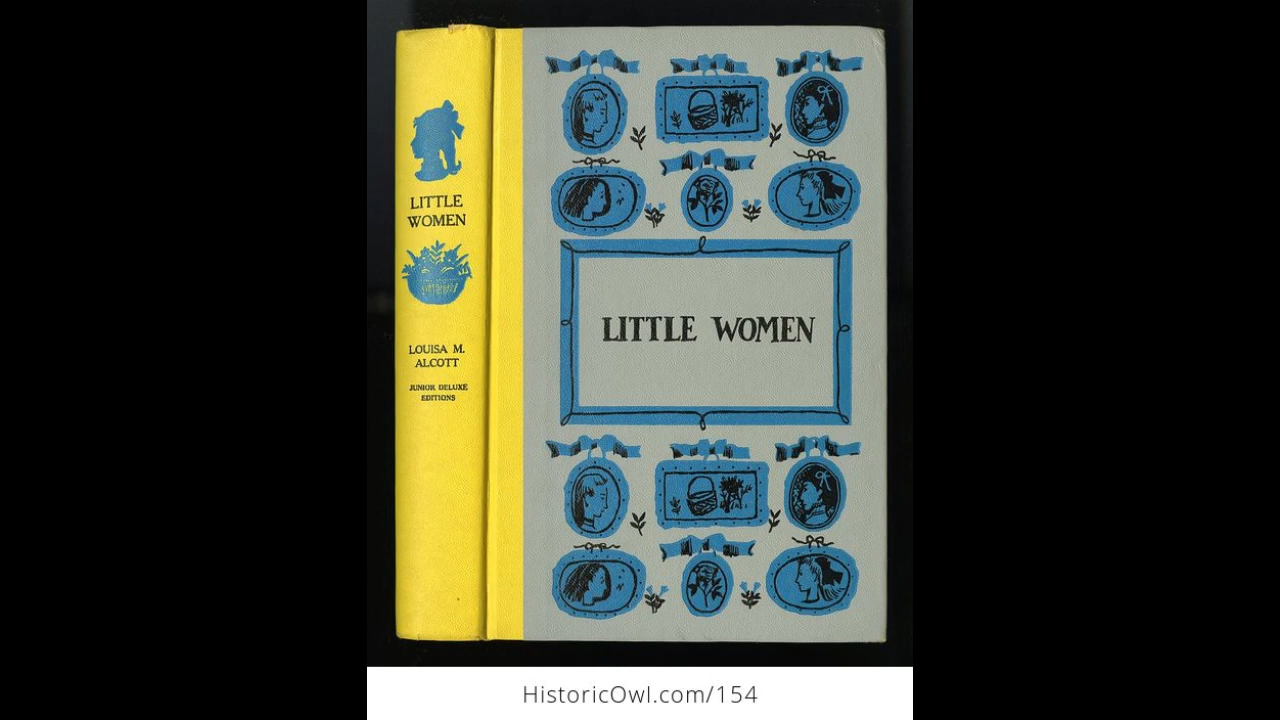 LITTLE
WOMEN
LOUISA M.
ALCOTT
JUNIOR DELUXE
EDITIONS
LITTLE WOMEN
HistoricOwl.com/154